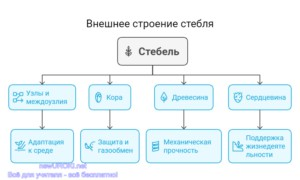 Внешнее строение стебля
Стебель
Узлы и
междоузлия
Кора
Древесина
Сердцевина
Адаптация
к среде
Защита и
газообмен
Механическая
прочность
Поддержка
жизнедеяте
льности
newUROKI.net
Всё для учителя - всё бесплатно!